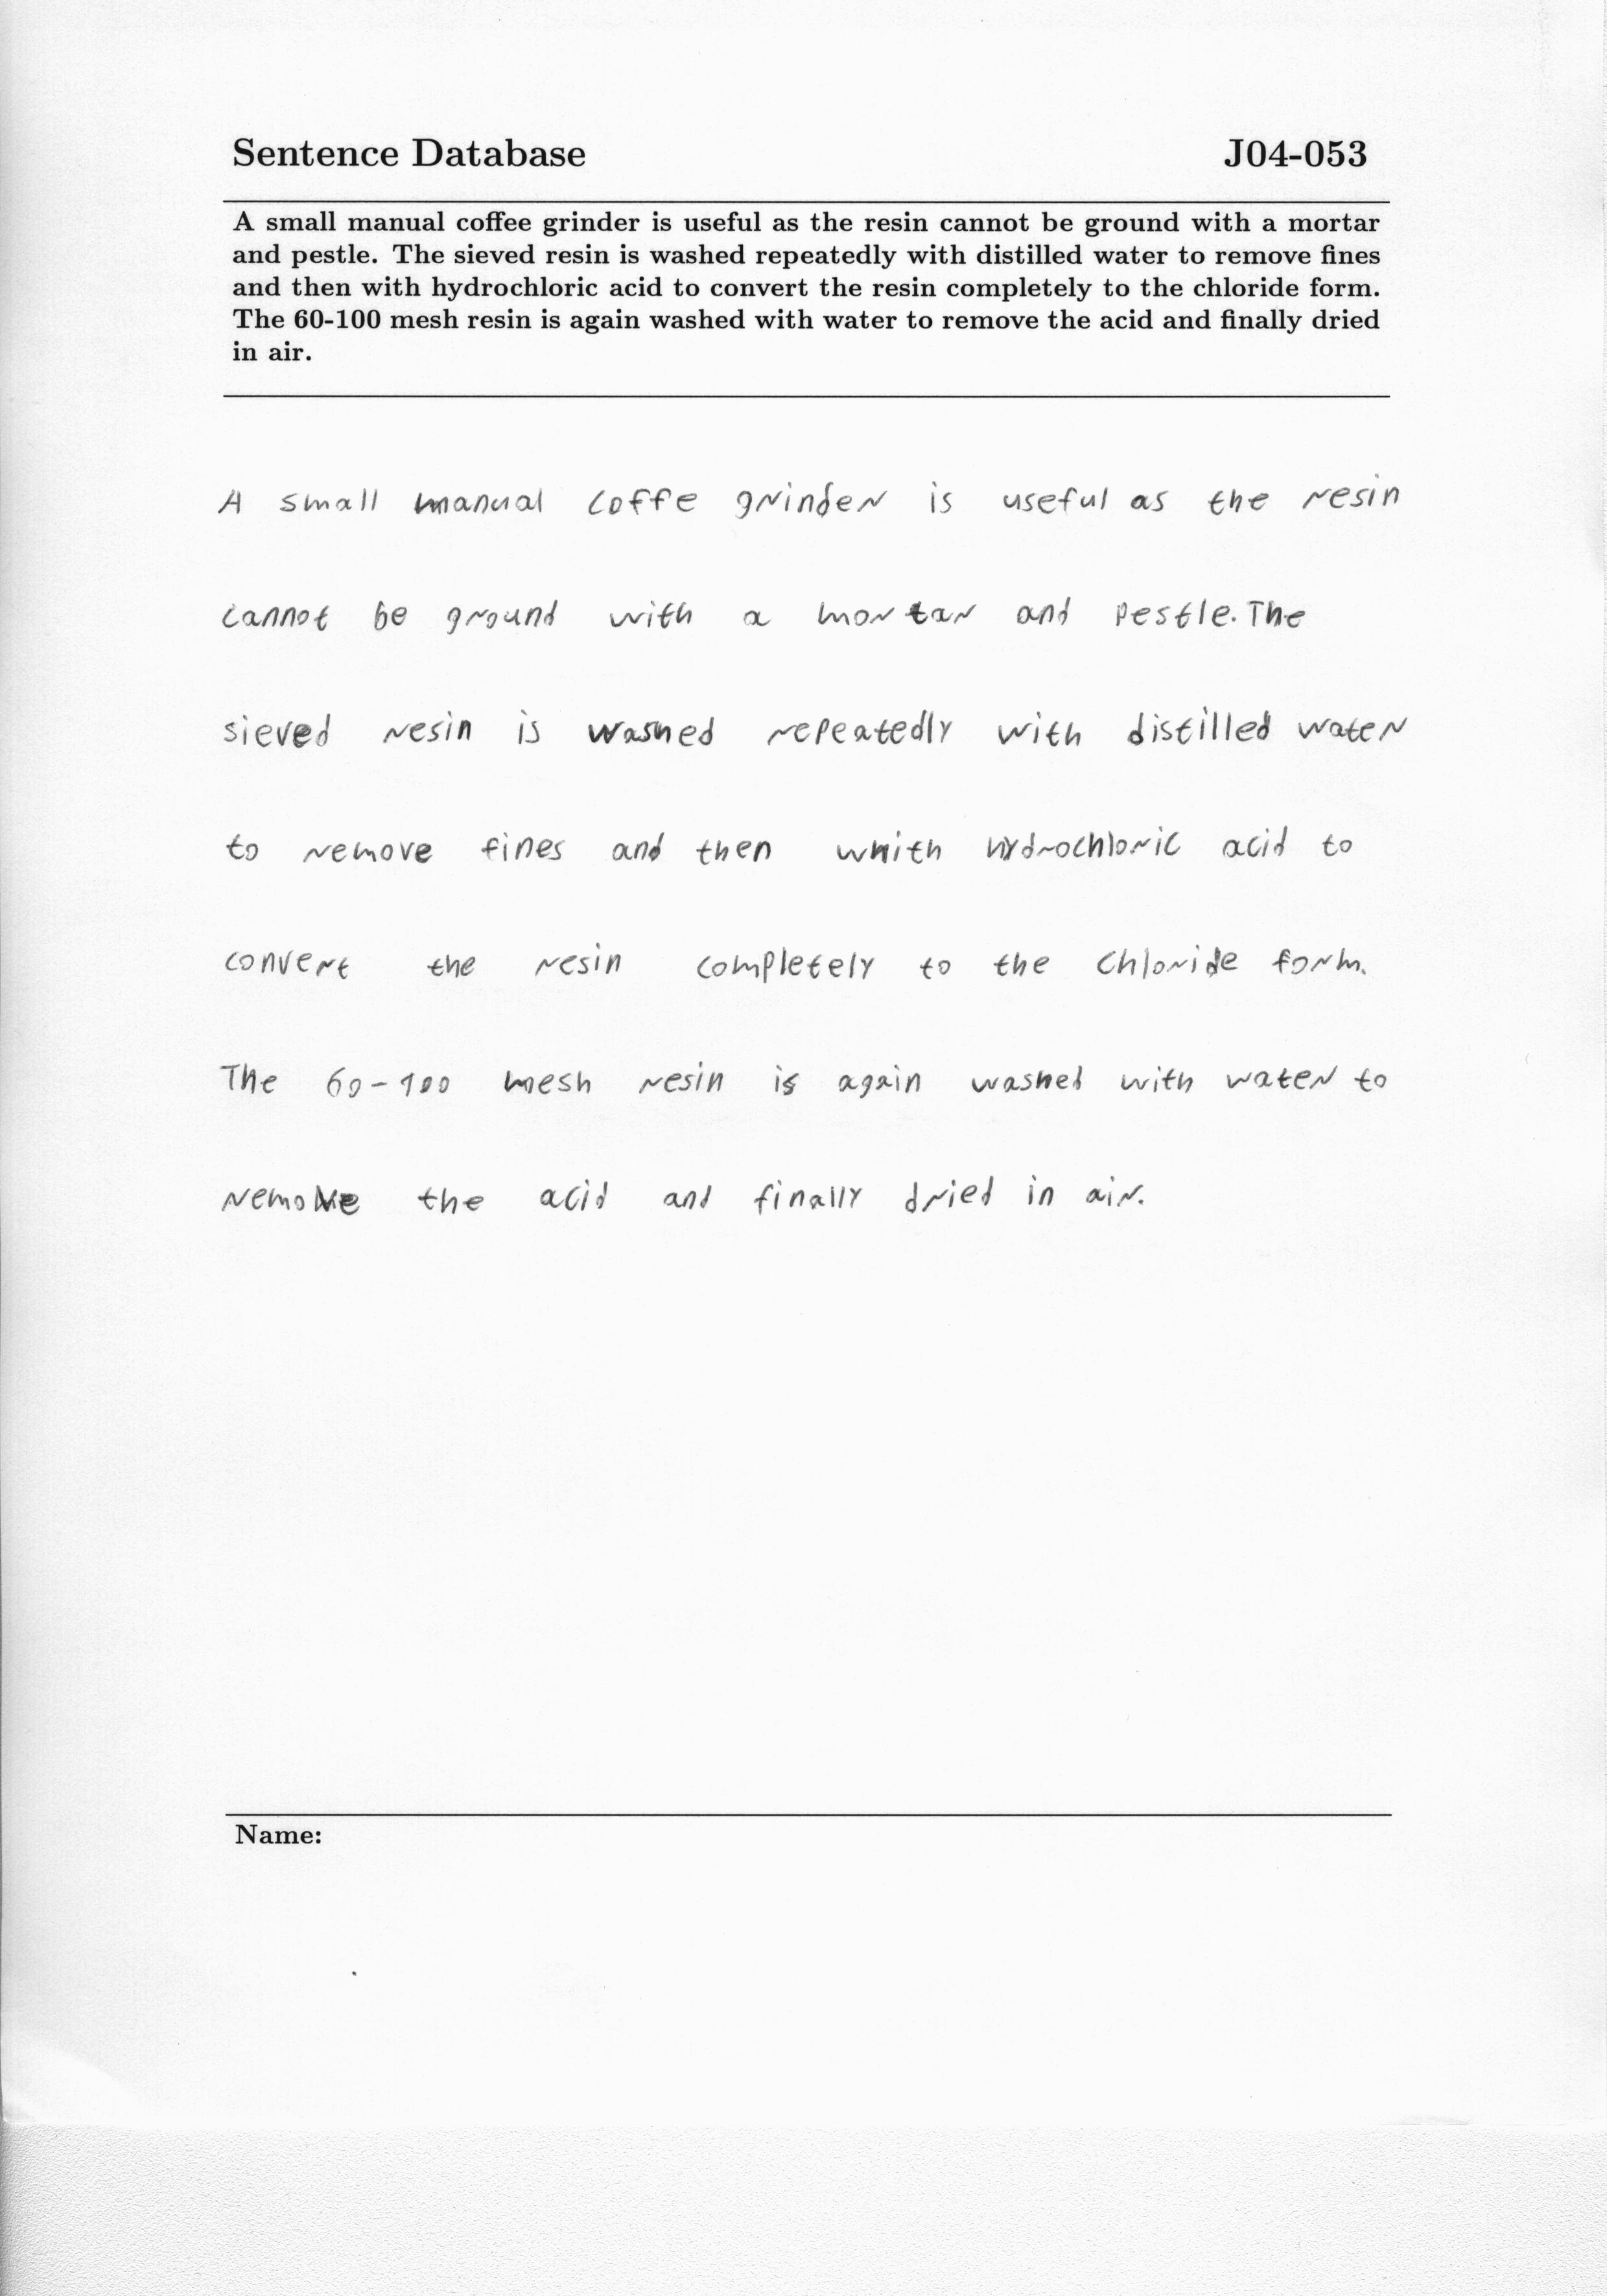 Sentence Database J04-053
A small manual coffee grinder is useful as the resin cannot be ground with a mortar
and pestle. The sieved resin is washed repeatedly with distilled water to remove fines
and then with hydrochloric acid to convert the resin completely to the chloride form.
The 60-100 mesh resin is again washed with water to remove the acid and finally dried
in air.
A small manual coffe grinder is useful as the resin
cannot be ground with a mortar and pestle. The
sieved resin is washed repeatedly with distilled water
to remove fines and then whith hydrochloric acid to
convert the resin completely to the chloride form.
The 60-100 mesh resin is again washed with water to
remove the acid and finally dried in air.
Name: